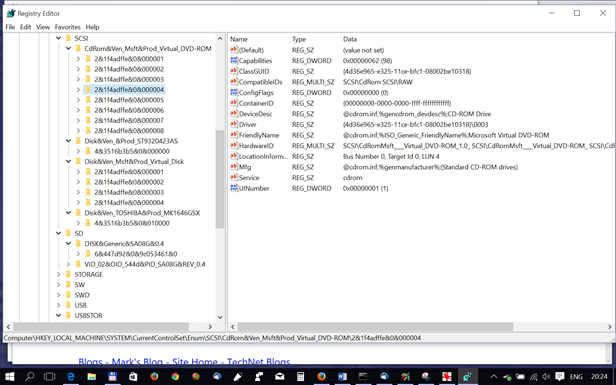 Registry Editor
File Edit View Favorites Help
SCSI
CdRom&Ven_Msft&Prod_Virtual_DVD-ROM
2&1f4adffe&0&000001
2&1f4adffe&0&000002
2&1f4adffe&0&000003
2&1f4adffe&0&000004
2&1f4adffe&0&000005
2&1f4adffe&0&000006
2&1f4adffe&0&000007
2&1f4adffe&0&000008
Disk&Ven_&Prod_ST9320423AS
4&3516b3b5&0&000000
Disk&Ven_Msft&Prod_Virtual_Disk
2&1f4adffe&0&000001
2&1f4adffe&0&000002
2&1f4adffe&0&000003
2&1f4adffe&0&000004
Disk&Ven_TOSHIBA&Prod_MK1646GSX
4&3516b3b5&0&010000
SD
DISK&Generic&SA08G&0.4
6&447d92&0&9c053461&0
VID_02&OID_544d&PID_SA08G&REV_0.4
STORAGE
SW
SWD
USB
USBSTOR
Name Type Data
(Default) REG_SZ (value not set)
Capabilities REG_DWORD 0x00000062 (98)
ClassGUID REG_SZ {4d36e965-e325-11ce-bfc1-08002be10318}
CompatibleIDs REG_MULTI_SZ SCSI\CdRom SCSI\RAW
ConfigFlags REG_DWORD 0x00000000 (0)
ContainerID REG_SZ {00000000-0000-0000-ffff-ffffffffffff}
DeviceDesc REG_SZ @cdrom.inf,%gencdrom_devdesc%;CD-ROM Drive
Driver REG_SZ {4d36e965-e325-11ce-bfc1-08002be10318}\0003
FriendlyName REG_SZ @cdrom.inf,%ISO_Generic_FriendlyName%;Microsoft Virtual DVD-ROM
HardwareID REG_MULTI_SZ SCSI\CdRomMsft____Virtual_DVD-ROM_1.0_ SCSI\CdRomMsft____Virtual_DVD-ROM_ SCSI\Cdl
LocationInform... REG_SZ Bus Number 0, Target Id 0, LUN 4
Mfg REG_SZ @cdrom.inf,%genmanufacturer%;(Standard CD-ROM drives)
Service REG_SZ cdrom
UINumber REG_DWORD 0x00000001 (1)
Computer\HKEY_LOCAL_MACHINE\SYSTEM\CurrentControlSet\Enum\SCSI\CdRom&Ven_Msft&Prod_Virtual_DVD-ROM\2&1f4adffe&0&000004
Blogs - Mark's Blog - Site Home - TechNet Blogs
ENG 20:24